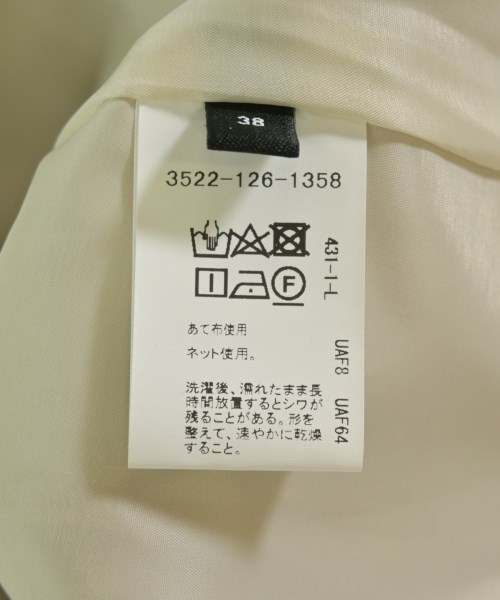 38
3522-126-1358
F
431-1-L
UAF8 UAF64
あて布使用
ネット使用。
洗濯後、濡れたまま長
時間放置するとシワが
残ることがある。形を
整えて、速やかに乾燥
すること。